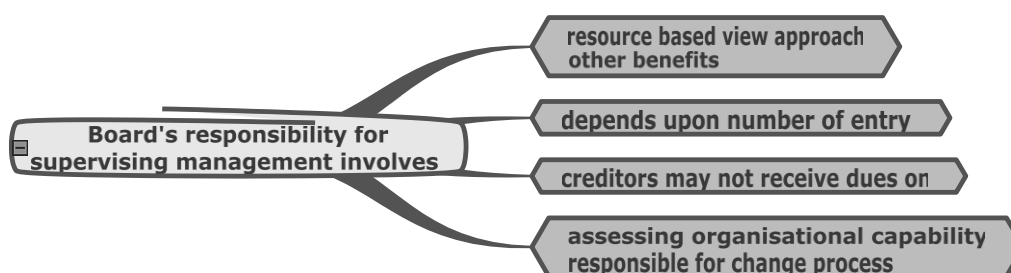 Board's responsibility for
supervising management involves
resource based view approach
other benefits
depends upon number of entry
creditors may not receive dues on
assessing organisational capability
responsible for change process